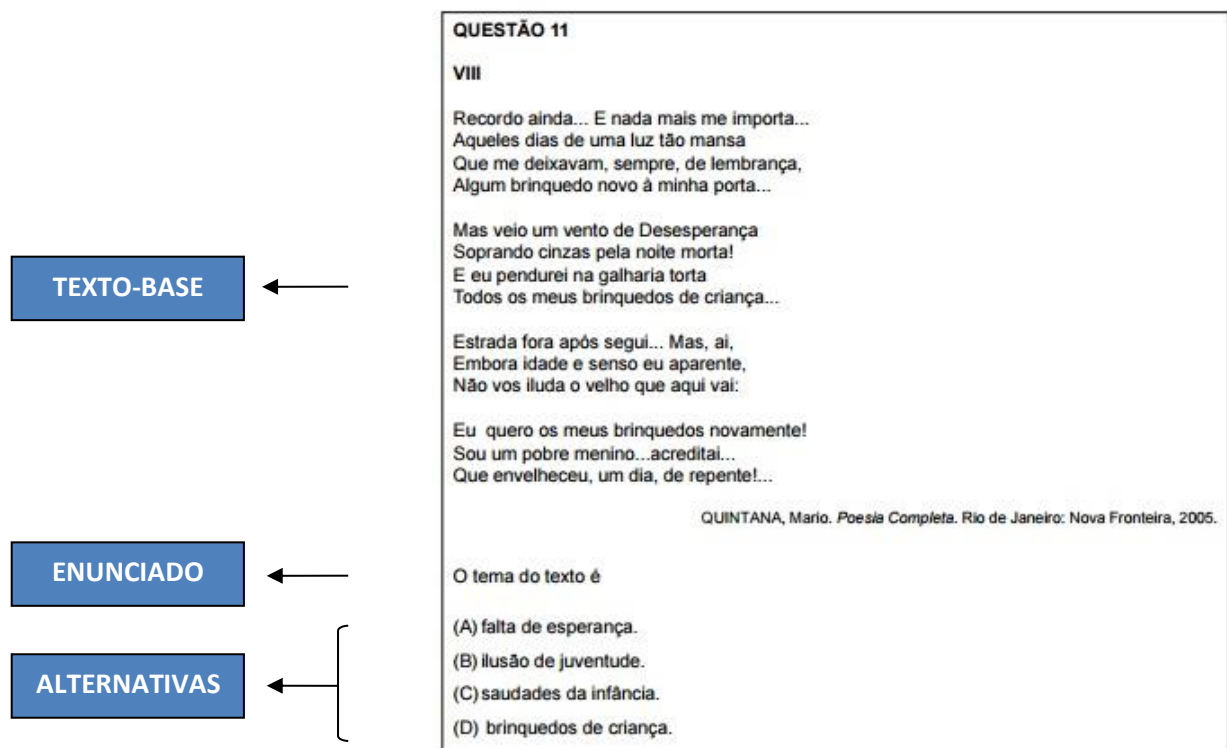 QUESTÃO 11
VIII
Recordo ainda... E nada mais me importa...
Aqueles dias de uma luz tão mansa
Que me deixavam, sempre, de lembrança,
Algum brinquedo novo à minha porta...
Mas veio um vento de Desesperança
Soprando cinzas pela noite morta!
E eu pendurei na galharia torta
Todos os meus brinquedos de criança...
TEXTO-BASE
Estrada fora após segui... Mas, ai,
Embora idade e senso eu aparente,
Não vos iluda o velho que aqui vai:
Eu quero os meus brinquedos novamente!
Sou um pobre menino...acreditai...
Que envelheceu, um dia, de repente!...
QUINTANA, Mario. Poesia Completa. Rio de Janeiro: Nova Fronteira, 2005.
ENUNCIADO
O tema do texto é
ALTERNATIVAS
(A) falta de esperança.
(B) ilusão de juventude.
(C) saudades da infância.
(D) brinquedos de criança.